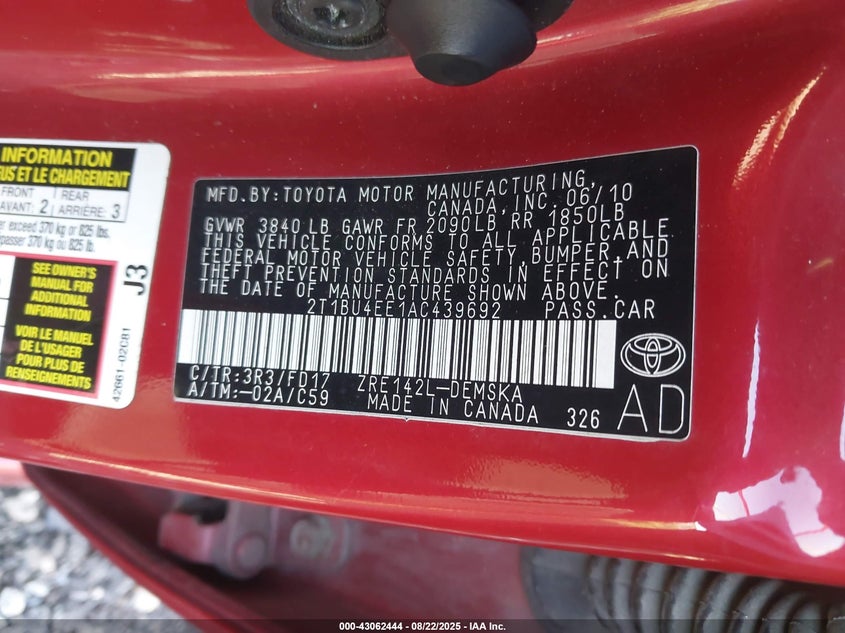 INFORMATION
US ET LE CHARGEMENT
FRONT
AVANT: 2
REAR
ARRIÈRE: 3
er exceed 370 kg or 825 lbs.
passer 370 kg ou 825 lb.
SEE OWNER'S
MANUAL FOR
ADDITIONAL
INFORMATION
VOIR LE MANUEL
DE L'USAGER
POUR PLUS DE
RENSEIGNEMENTS
J3
42661-02C81
MFD.BY:TOYOTA MOTOR MANUFACTURING,
CANADA, INC. 06/10
GVWR 3840 LB GAWR FR 2090LB RR 1850LB
THIS VEHICLE CONFORMS TO ALL APPLICABLE
FEDERAL MOTOR VEHICLE SAFETY, BUMPER,AND
THEFT PREVENTION STANDARDS IN EFFECT ON
THE DATE OF MANUFACTURE SHOWN ABOVE.
2T1BU4EE1AC439692 PASS.CAR
C/TR:3R3/FD17 ZRE142L-DEMSKA
A/TM:-02A/C59 MADE IN CANADA 326
AD
000-43062444 - 08/22/2025 - IAA Inc.